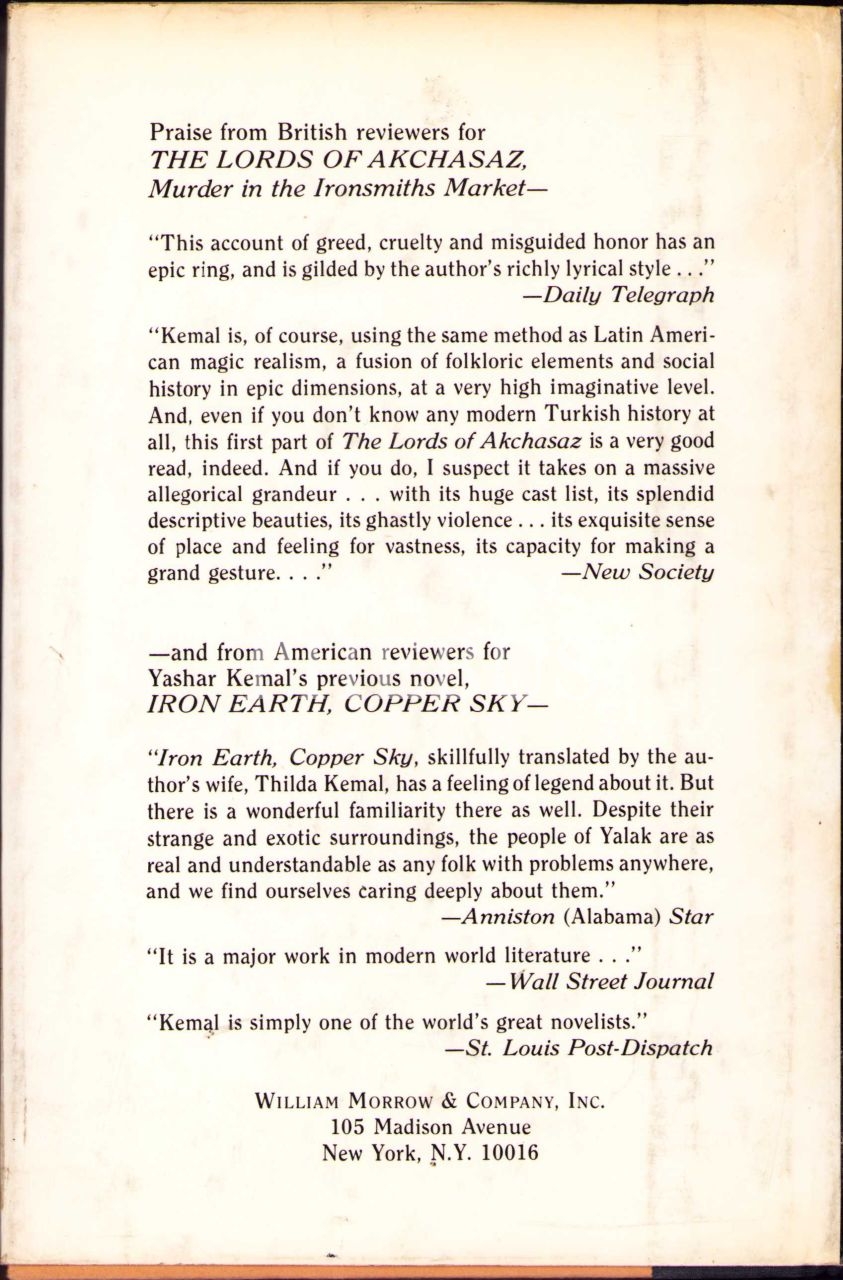 Praise from British reviewers for
THE LORDS OF AKCHASAZ,
Murder in the Ironsmiths Market—
“This account of greed, cruelty and misguided honor has an
epic ring, and is gilded by the author’s richly lyrical style . . .”
—Daily Telegraph
“Kemal is, of course, using the same method as Latin Ameri-
can magic realism, a fusion of folkloric elements and social
history in epic dimensions, at a very high imaginative level.
And, even if you don’t know any modern Turkish history at
all, this first part of The Lords of Akchasaz is a very good
read, indeed. And if you do, I suspect it takes on a massive
allegorical grandeur . . . with its huge cast list, its splendid
descriptive beauties, its ghastly violence . . . its exquisite sense
of place and feeling for vastness, its capacity for making a
grand gesture. . . .” —New Society
—and from American reviewers for
Yashar Kemal’s previous novel,
IRON EARTH, COPPER SKY—
“Iron Earth, Copper Sky, skillfully translated by the au-
thor’s wife, Thilda Kemal, has a feeling of legend about it. But
there is a wonderful familiarity there as well. Despite their
strange and exotic surroundings, the people of Yalak are as
real and understandable as any folk with problems anywhere,
and we find ourselves caring deeply about them.”
—Anniston (Alabama) Star
“It is a major work in modern world literature . . .”
—Wall Street Journal
“Kemal is simply one of the world’s great novelists.”
—St. Louis Post-Dispatch
WILLIAM MORROW & COMPANY, INC.
105 Madison Avenue
New York, N.Y. 10016